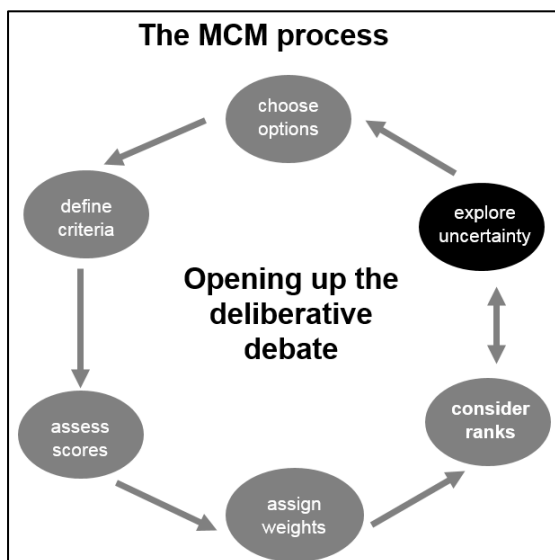 The MCM process
choose
options
define
criteria
explore
uncertainty
Opening up the
deliberative
debate
assess
scores
consider
ranks
assign
weights